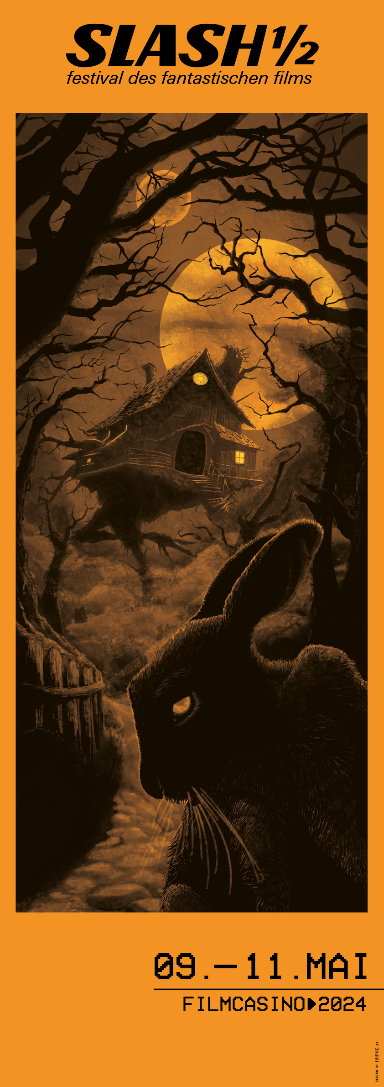 SLASH½
festival des fantastischen films
09.–11.MAI
FILMCASINO▶2024